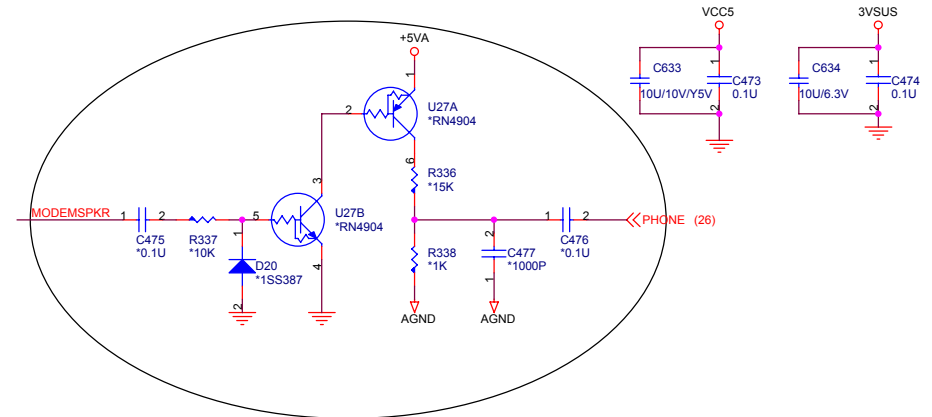 VCC5
3VSUS
+5VA
1
C633
10U/10V/Y5V
1
C473
0.1U
2
C634
10U/6.3V
1
C474
0.1U
2
2
U27A
*RN4904
6
R336
*15K
3
MODEMSPKR
1
2
C475
*0.1U
R337
*10K
5
U27B
*RN4904
4
1
D20
*1SS387
2
R338
*1K
AGND
2
C477
*1000P
1
AGND
1
2
C476
*0.1U
PHONE (26)